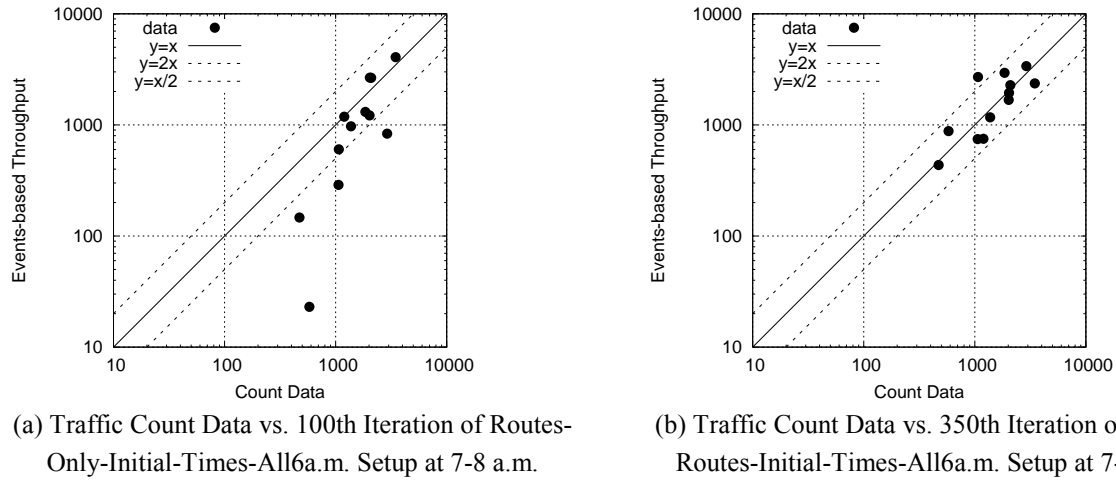 10000
1000
100
10
10
100
1000
10000
Events-based Throughput
Count Data
data
y=x
y=2x
y=x/2
(a) Traffic Count Data vs. 100th Iteration of Routes-
Only-Initial-Times-All6a.m. Setup at 7-8 a.m.
10000
1000
100
10
10
100
1000
10000
Events-based Throughput
Count Data
data
y=x
y=2x
y=x/2
(b) Traffic Count Data vs. 350th Iteration o
Routes-Initial-Times-All6a.m. Setup at 7-